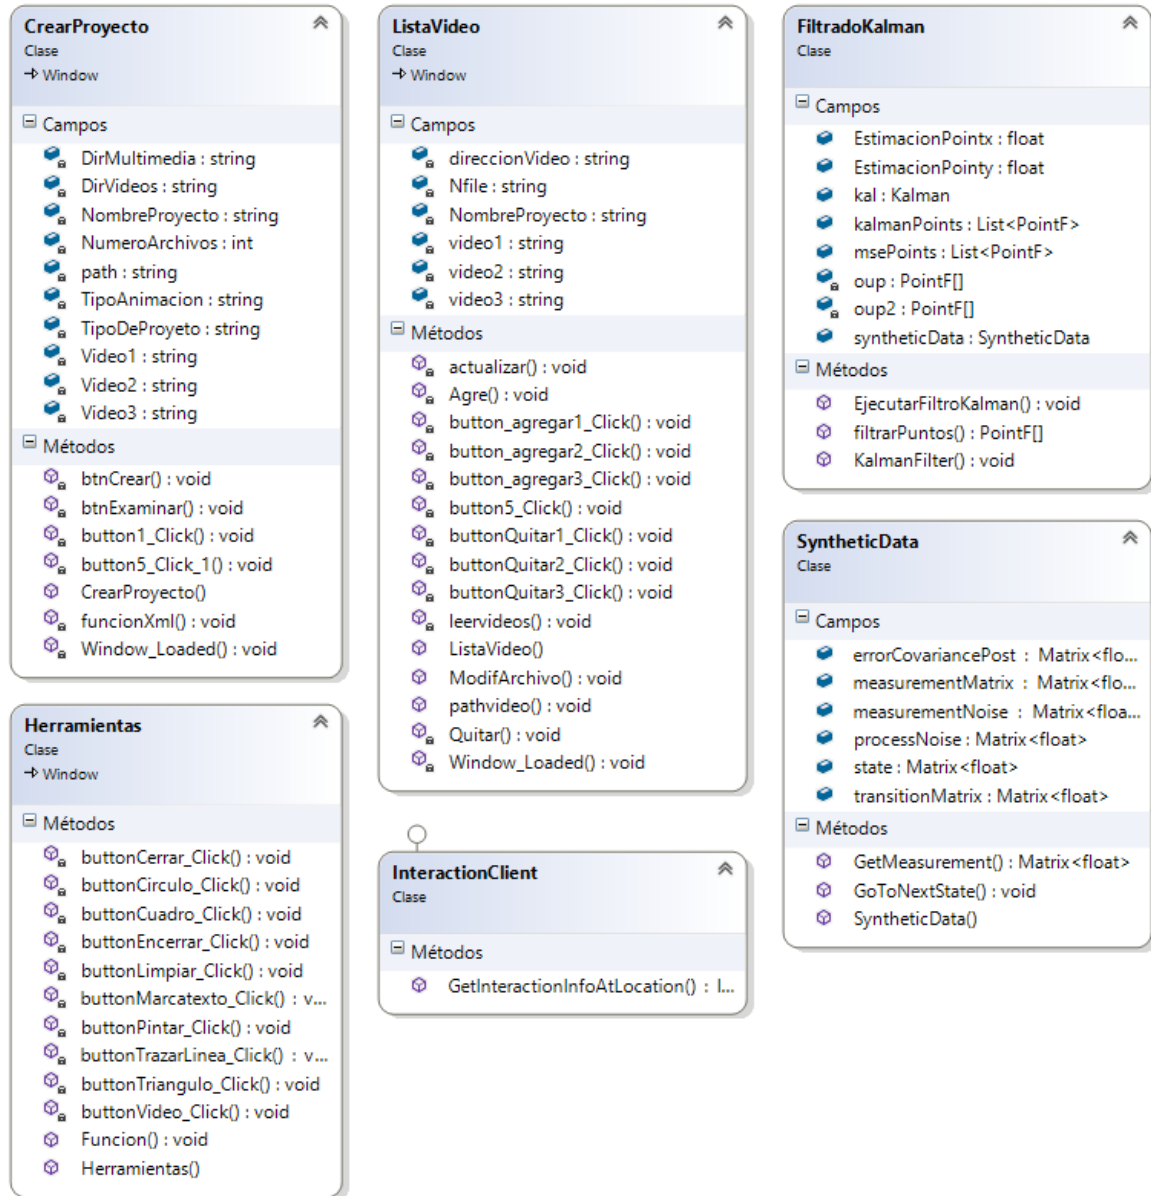 CrearProyecto
Clase
Window
Campos
DirMultimedia : string
DirVideos : string
NombreProyecto : string
NumeroArchivos : int
path : string
TipoAnimacion : string
TipoDeProyeto : string
Video1 : string
Video2 : string
Video3 : string
Métodos
btnCrear() : void
btnExaminar() : void
button1_Click() : void
button5_Click_1() : void
CrearProyecto()
funcionXml() : void
Window_Loaded() : void
Herramientas
Clase
Window
Métodos
buttonCerrar_Click() : void
buttonCirculo_Click() : void
buttonCuadro_Click() : void
buttonEncerrar_Click() : void
buttonLimpiar_Click() : void
buttonMarcatexto_Click() : v...
buttonPintar_Click() : void
buttonTrazarLinea_Click() : v...
buttonTriangulo_Click() : void
buttonVideo_Click() : void
Funcion() : void
Herramientas()
ListaVideo
Clase
Window
Campos
direccionVideo : string
Nfile : string
NombreProyecto : string
video1 : string
video2 : string
video3 : string
Métodos
actualizar() : void
Agre() : void
button_agregar1_Click() : void
button_agregar2_Click() : void
button_agregar3_Click() : void
button5_Click() : void
buttonQuitar1_Click() : void
buttonQuitar2_Click() : void
buttonQuitar3_Click() : void
leervideos() : void
ListaVideo()
ModifArchivo() : void
pathvideo() : void
Quitar() : void
Window_Loaded() : void
InteractionClient
Clase
Métodos
GetInteractionInfoAtLocation() : I...
FiltradoKalman
Clase
Campos
EstimacionPointx : float
EstimacionPointy : float
kal : Kalman
kalmanPoints : List<PointF>
msePoints : List<PointF>
oup : PointF[]
oup2 : PointF[]
syntheticData : SyntheticData
Métodos
EjecutarFiltroKalman() : void
filtrarPuntos() : PointF[]
KalmanFilter() : void
SyntheticData
Clase
Campos
errorCovariancePost : Matrix<flo...
measurementMatrix : Matrix<flo...
measurementNoise : Matrix<floa...
processNoise : Matrix<float>
state : Matrix<float>
transitionMatrix : Matrix<float>
Métodos
GetMeasurement() : Matrix<float>
GoToNextState() : void
SyntheticData()